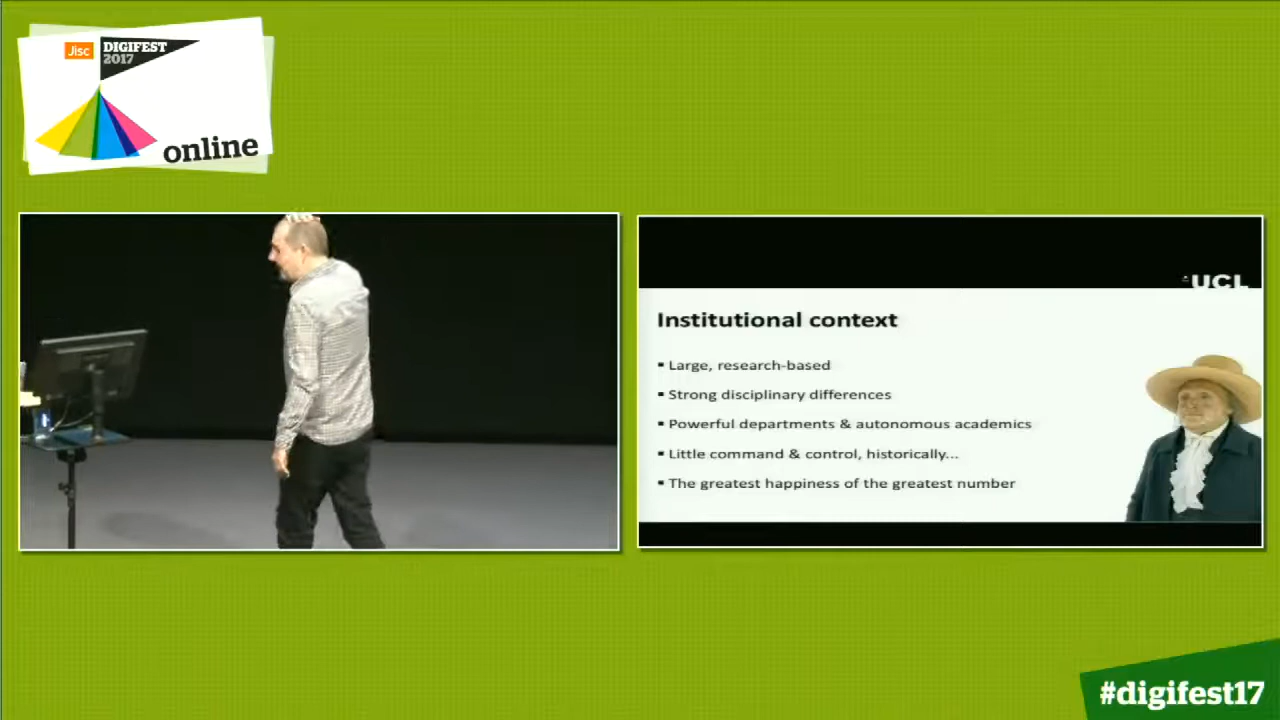 Jisc
DIGIFEST
2017
online
UCL
Institutional context
▪ Large, research-based
▪ Strong disciplinary differences
▪ Powerful departments & autonomous academics
▪ Little command & control, historically...
▪ The greatest happiness of the greatest number
#digifest17